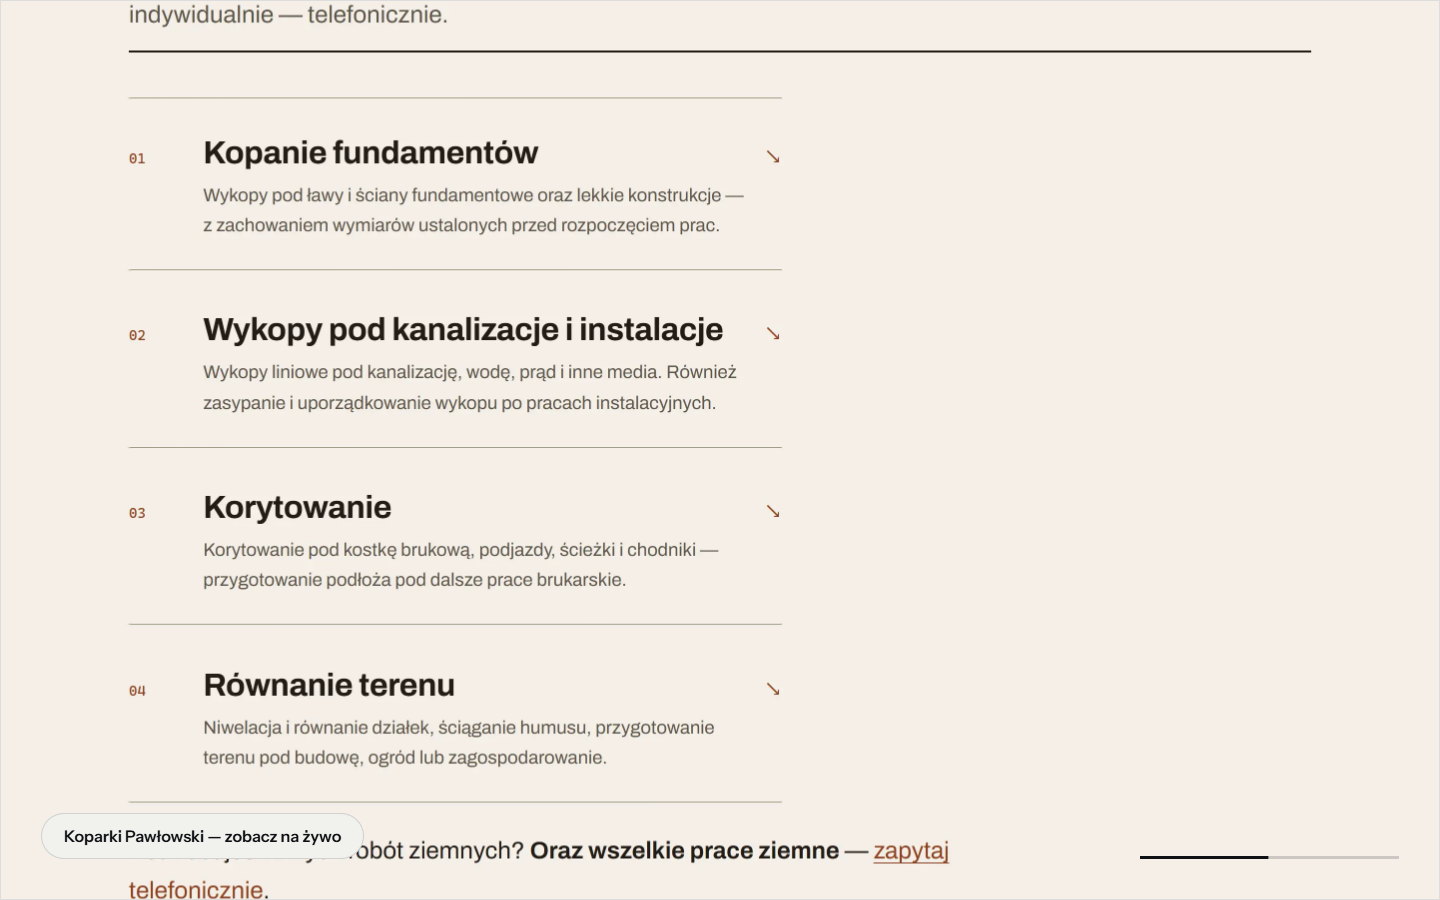 indywidualnie — telefonicznie.
01
Kopanie fundamentów
↘
Wykopy pod ławy i ściany fundamentowe oraz lekkie konstrukcje —
z zachowaniem wymiarów ustalonych przed rozpoczęciem prac.
02
Wykopy pod kanalizacje i instalacje
↘
Wykopy liniowe pod kanalizację, wodę, prąd i inne media. Również
zasypanie i uporządkowanie wykopu po pracach instalacyjnych.
03
Korytowanie
↘
Korytowanie pod kostkę brukową, podjazdy, ścieżki i chodniki —
przygotowanie podłoża pod dalsze prace brukarskie.
04
Równanie terenu
↘
Niwelacja i równanie działek, ściąganie humusu, przygotowanie
terenu pod budowę, ogród lub zagospodarowanie.
Koparki Pawłowski — zobacz na żywo
robót ziemnych? Oraz wszelkie prace ziemne — zapytaj
telefonicznie.